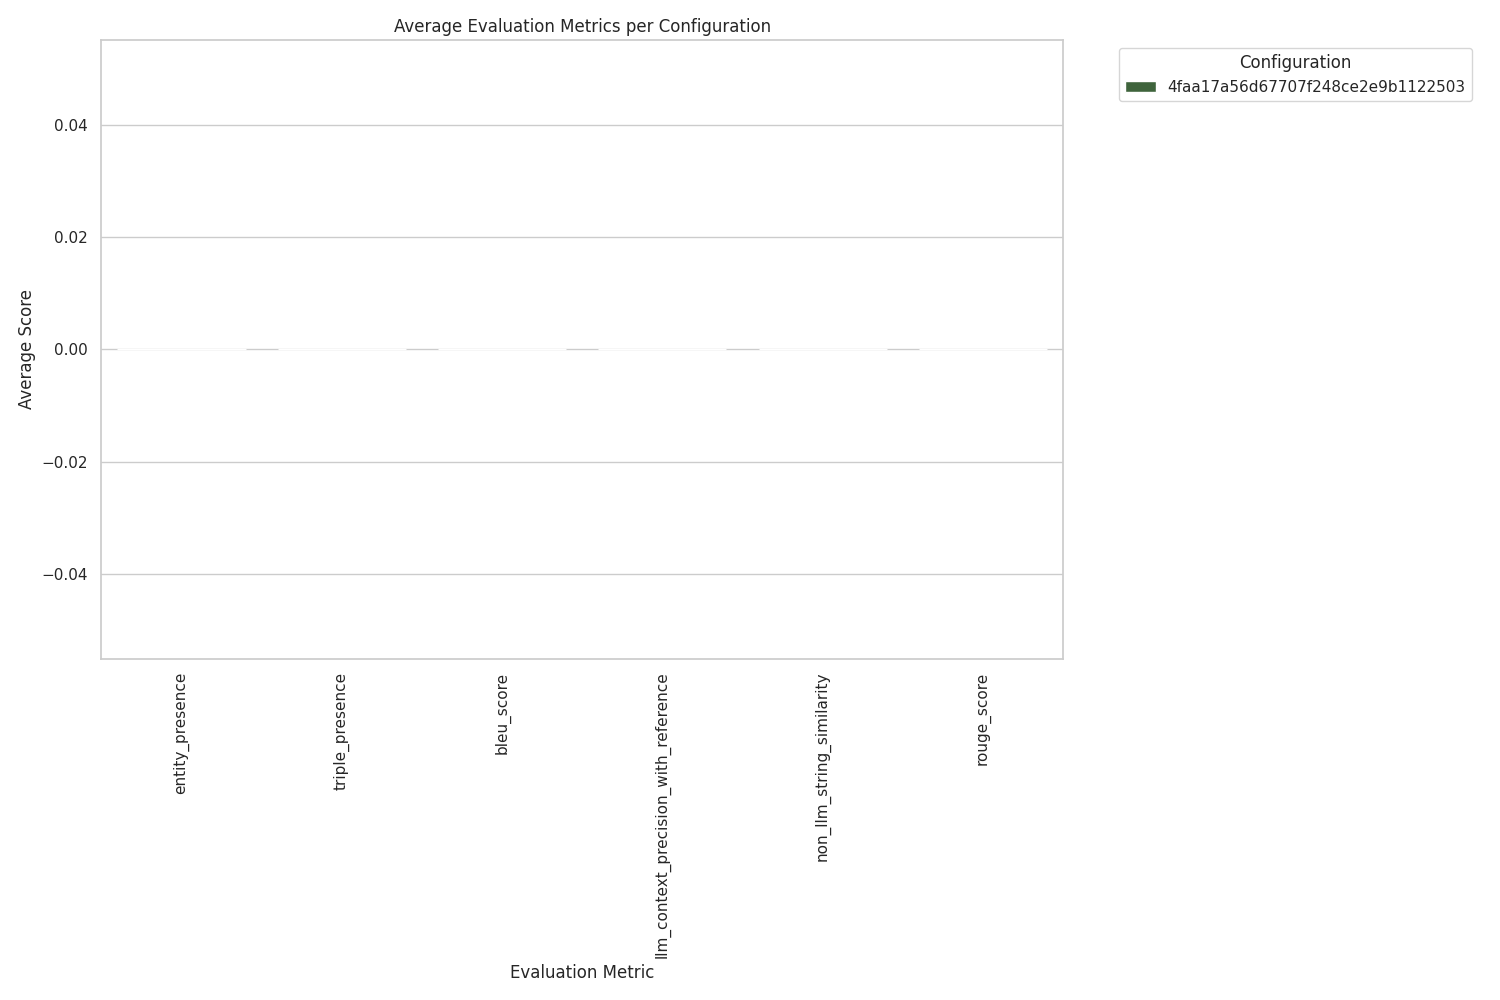 Average Evaluation Metrics per Configuration
Configuration
4faa17a56d67707f248ce2e9b1122503
Average Score
0.04
0.02
0.00
−0.02
−0.04
entity_presence
triple_presence
bleu_score
llm_context_precision_with_reference
non_llm_string_similarity
rouge_score
Evaluation Metric